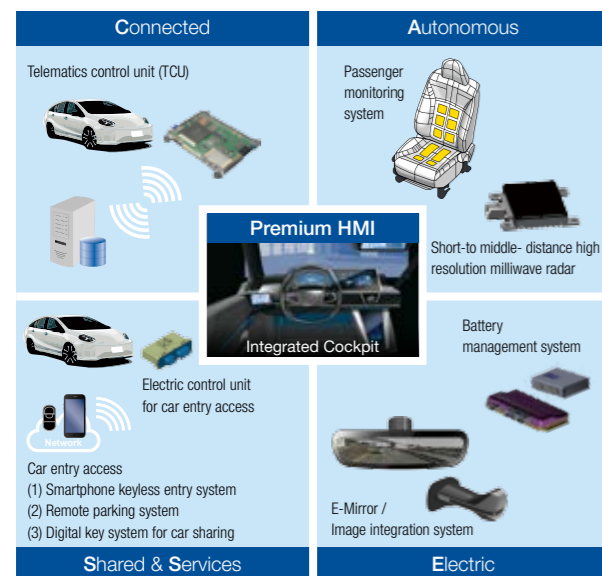 Connected
Telematics control unit (TCU)
Autonomous
Passenger
monitoring
system
Short-to middle- distance high
resolution milliwave radar
Premium HMI
Integrated Cockpit
Electric control unit
for car entry access
Network
Car entry access
(1) Smartphone keyless entry system
(2) Remote parking system
(3) Digital key system for car sharing
Shared & Services
Battery
management system
E-Mirror /
Image integration system
Electric